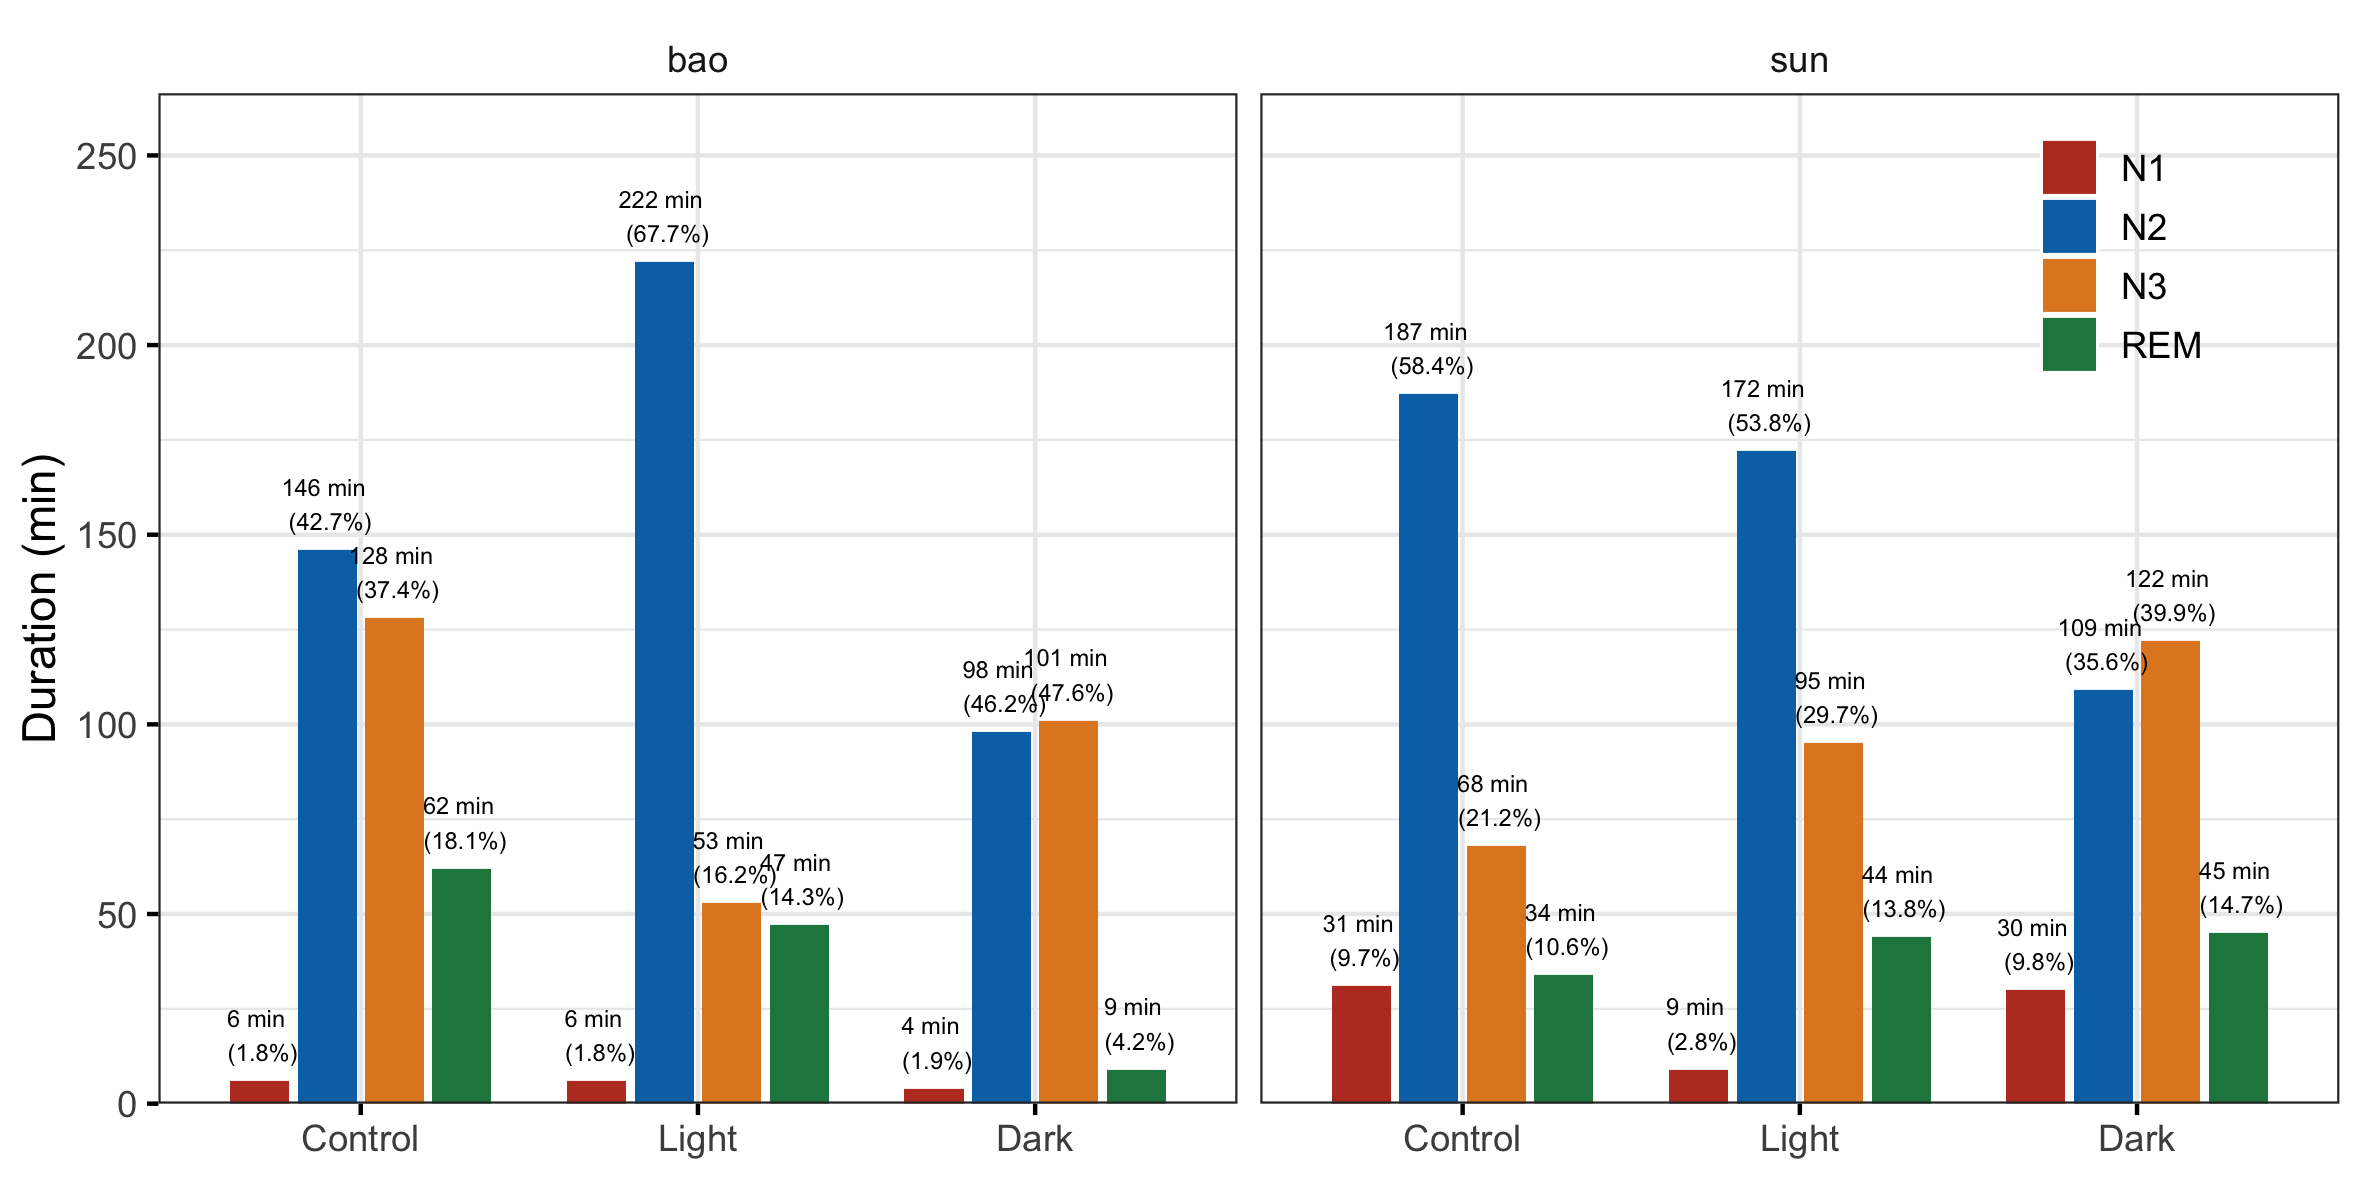 bao
sun
Duration (min)
250
200
150
100
50
0
6 min
(1.8%)
146 min
(42.7%)
128 min
(37.4%)
62 min
(18.1%)
6 min
(1.8%)
222 min
(67.7%)
53 min
(16.2%)
47 min
(14.3%)
4 min
(1.9%)
98 min
(46.2%)
101 min
(47.6%)
9 min
(4.2%)
Control
Light
Dark
31 min
(9.7%)
187 min
(58.4%)
68 min
(21.2%)
34 min
(10.6%)
9 min
(2.8%)
172 min
(53.8%)
95 min
(29.7%)
44 min
(13.8%)
30 min
(9.8%)
109 min
(35.6%)
122 min
(39.9%)
45 min
(14.7%)
N1
N2
N3
REM
Control
Light
Dark